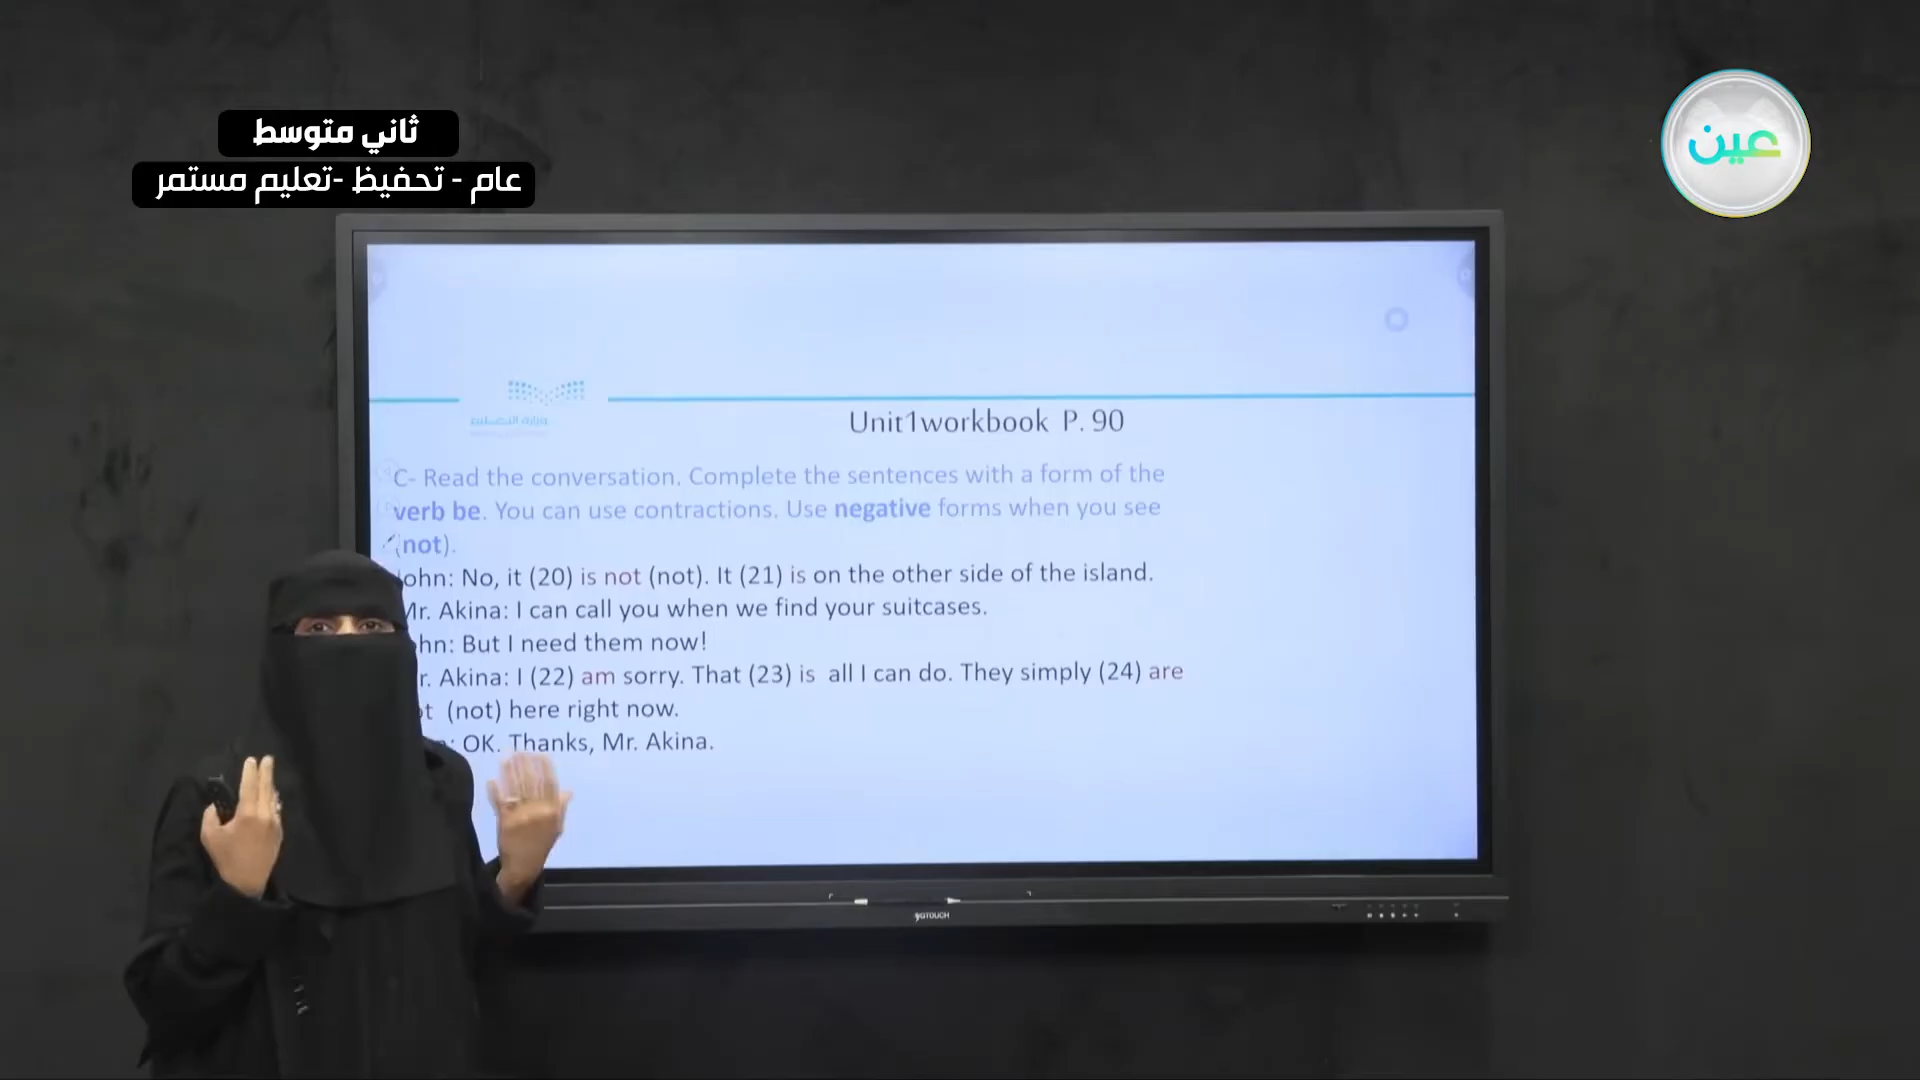 ثاني متوسط
عام - تحفيظ -تعليم مستمر
عين
وزارة التعليم
Unit1workbook P. 90
C- Read the conversation. Complete the sentences with a form of the
verb be. You can use contractions. Use negative forms when you see
(not).
ohn: No, it (20) is not (not). It (21) is on the other side of the island.
Mr. Akina: I can call you when we find your suitcases.
hn: But I need them now!
r. Akina: I (22) am sorry. That (23) is all I can do. They simply (24) are
t (not) here right now.
: OK. Thanks, Mr. Akina.
GTOUCH